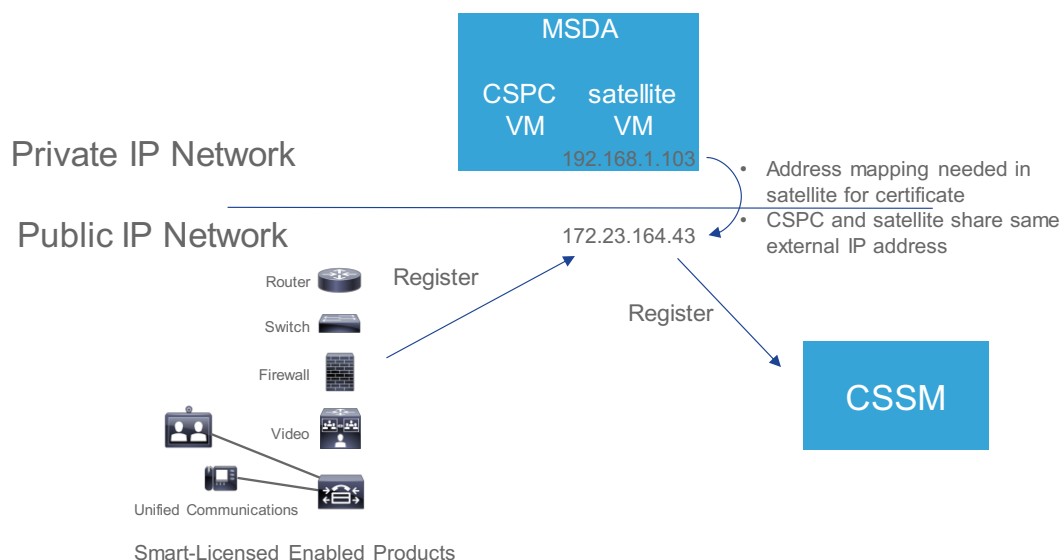 MSDA
CSPC
VM
satellite
VM
192.168.1.103
Private IP Network
• Address mapping needed in
satellite for certificate
• CSPC and satellite share same
external IP address
Public IP Network
172.23.164.43
Router
Register
Switch
Register
Firewall
CSSM
Video
Unified Communications
Smart-Licensed Enabled Products